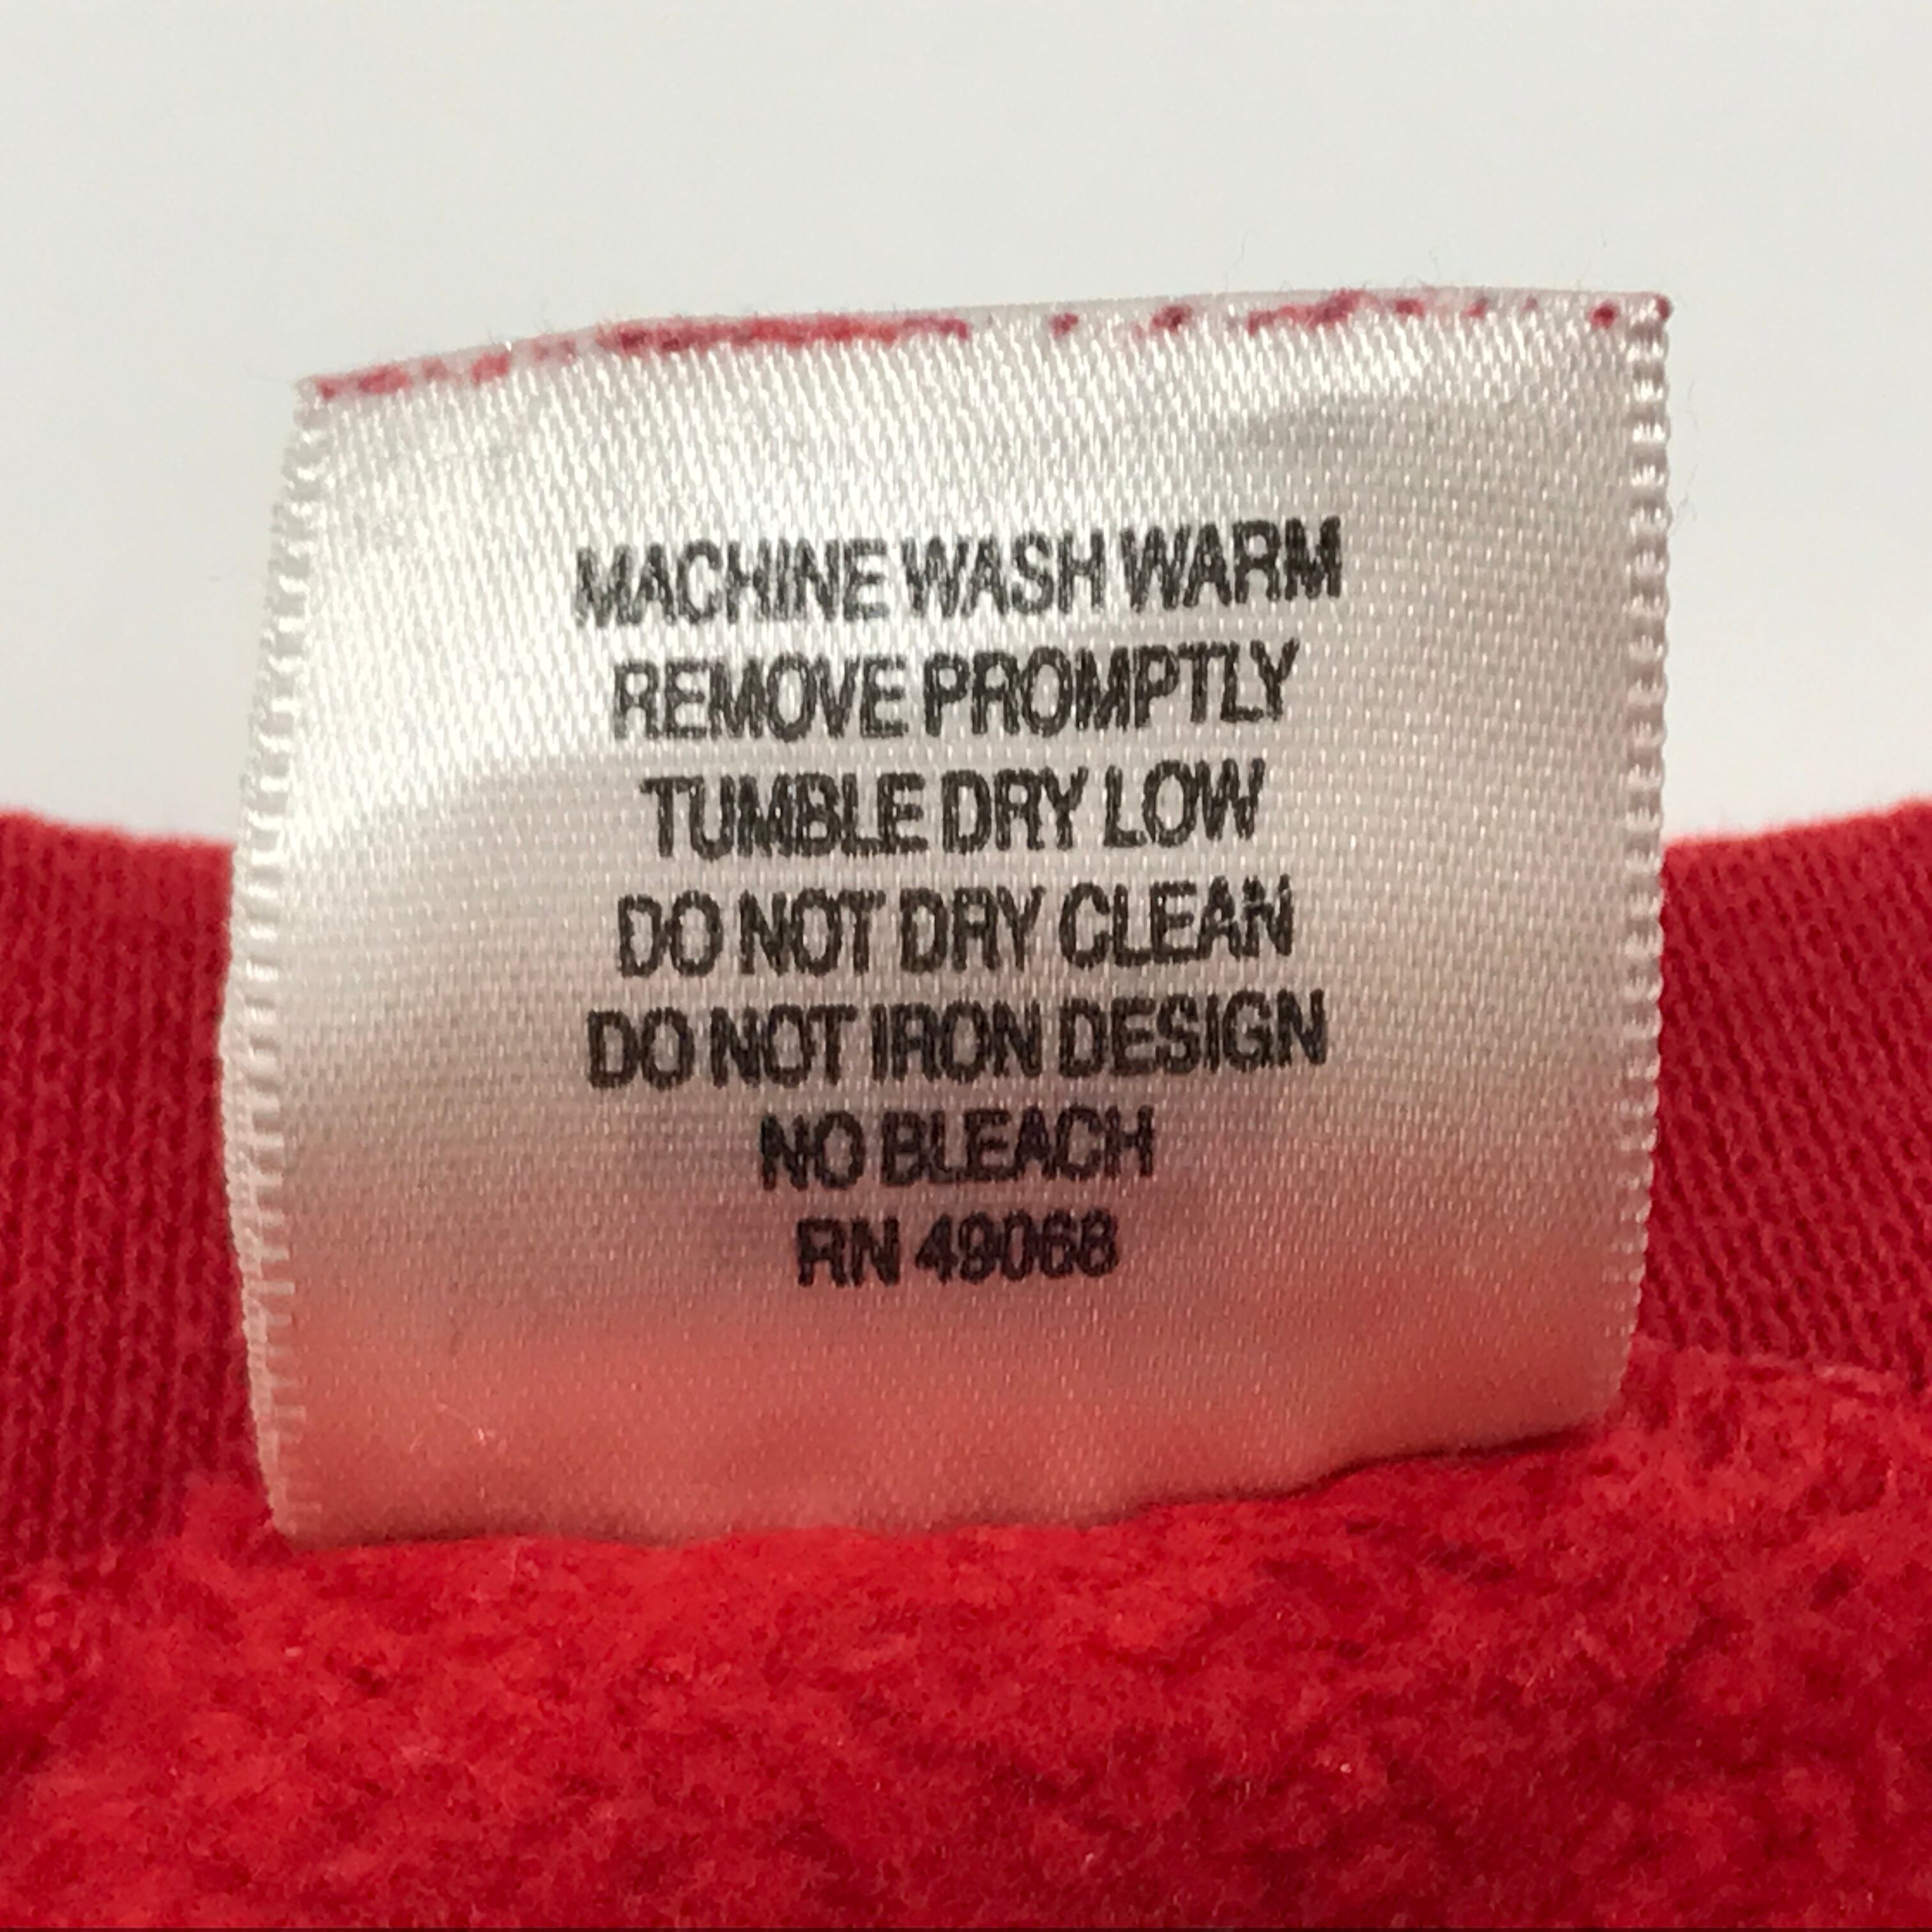 MACHINE WASH WARM
REMOVE PROMPTLY
TUMBLE DRY LOW
DO NOT DRY CLEAN
DO NOT IRON DESIGN
NO BLEACH
RN 49068